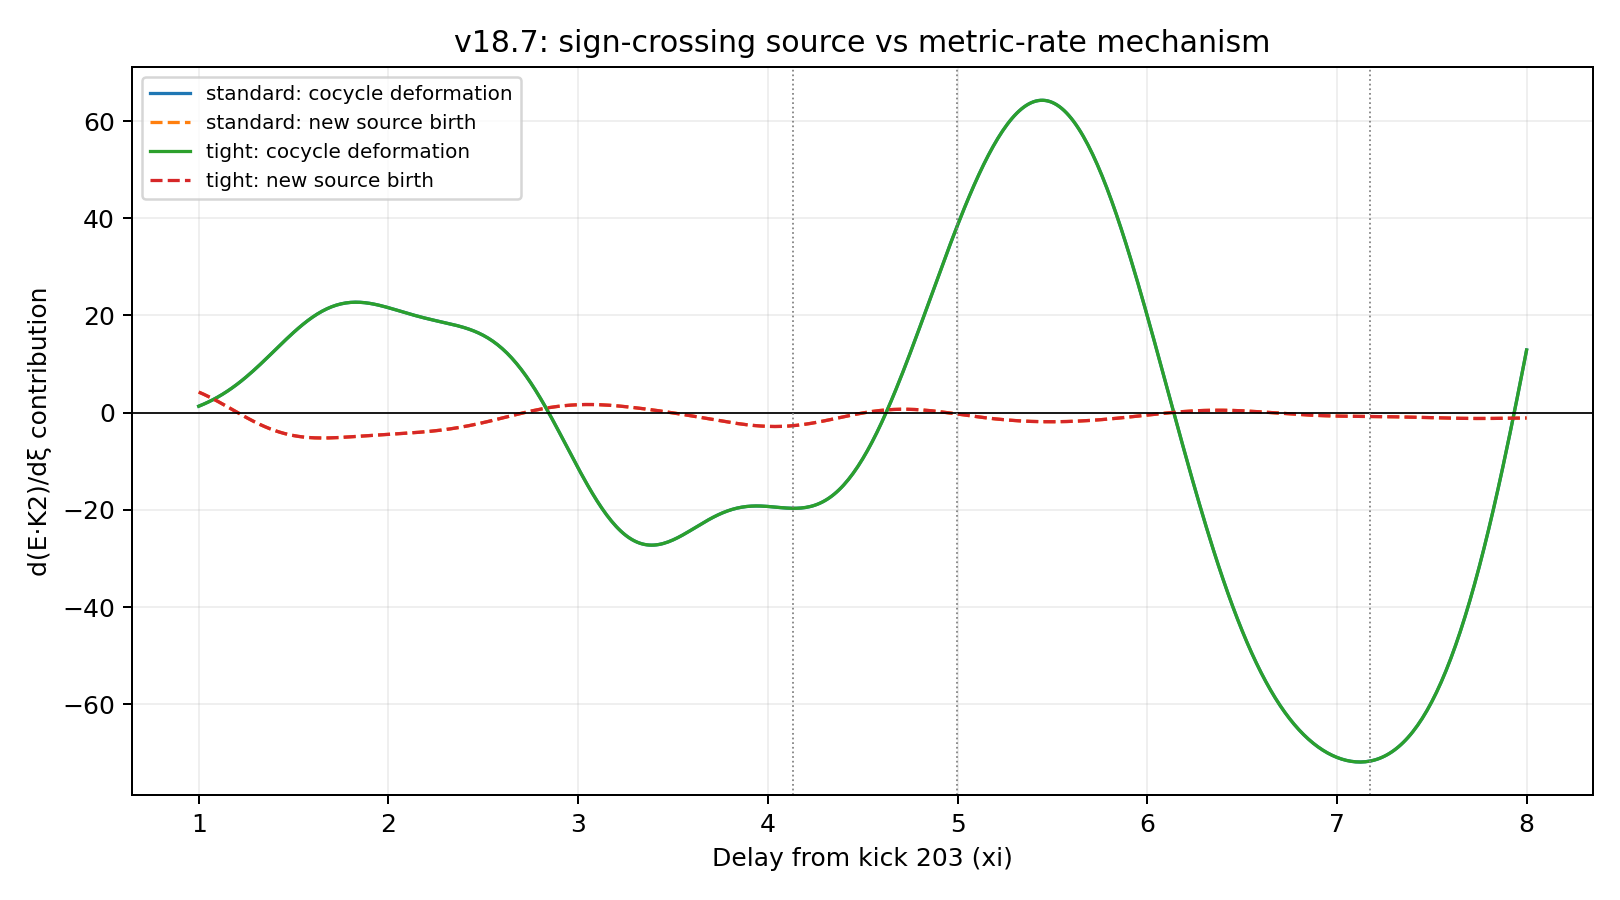 v18.7: sign-crossing source vs metric-rate mechanism
standard: cocycle deformation
standard: new source birth
tight: cocycle deformation
tight: new source birth
d(E·K2)/dξ contribution
60
40
20
0
−20
−40
−60
1 2 3 4 5 6 7 8
Delay from kick 203 (xi)